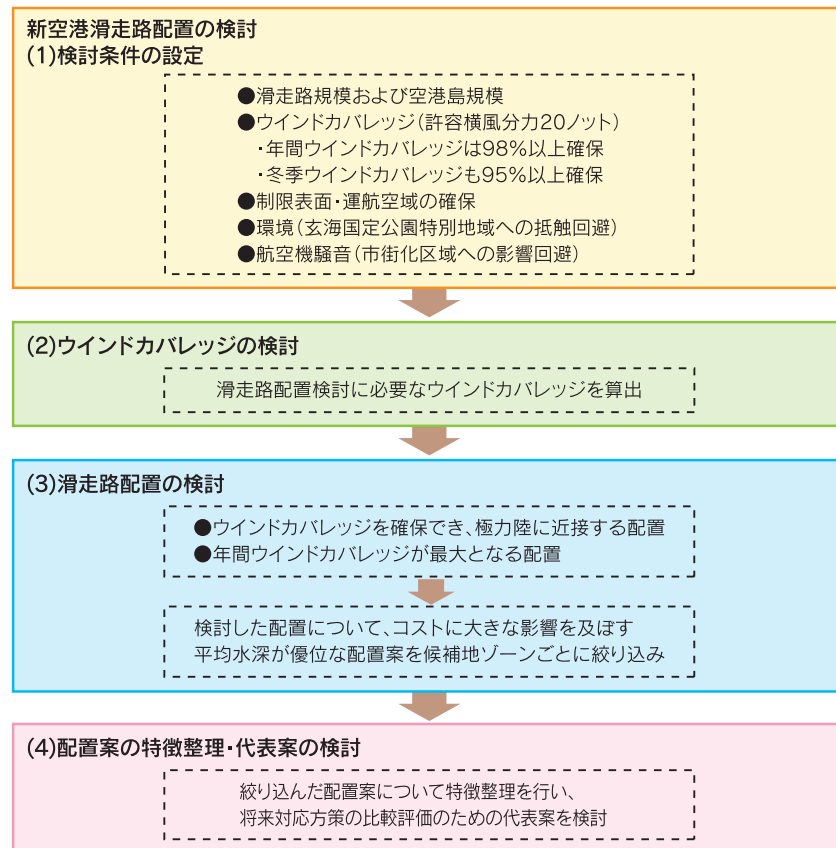 新空港滑走路配置の検討
(1)検討条件の設定
●滑走路規模および空港島規模
●ウインドカバレッジ(許容横風分力20ノット)
・年間ウインドカバレッジは98%以上確保
・冬季ウインドカバレッジも95%以上確保
●制限表面・運航空域の確保
●環境(玄海国定公園特別地域への抵触回避)
●航空機騒音(市街化区域への影響回避)
(2)ウインドカバレッジの検討
滑走路配置検討に必要なウインドカバレッジを算出
(3)滑走路配置の検討
●ウインドカバレッジを確保でき、極力陸に近接する配置
●年間ウインドカバレッジが最大となる配置
検討した配置について、コストに大きな影響を及ぼす
平均水深が優位な配置案を候補地ゾーンごとに絞り込み
(4)配置案の特徴整理・代表案の検討
絞り込んだ配置案について特徴整理を行い、
将来対応方策の比較評価のための代表案を検討